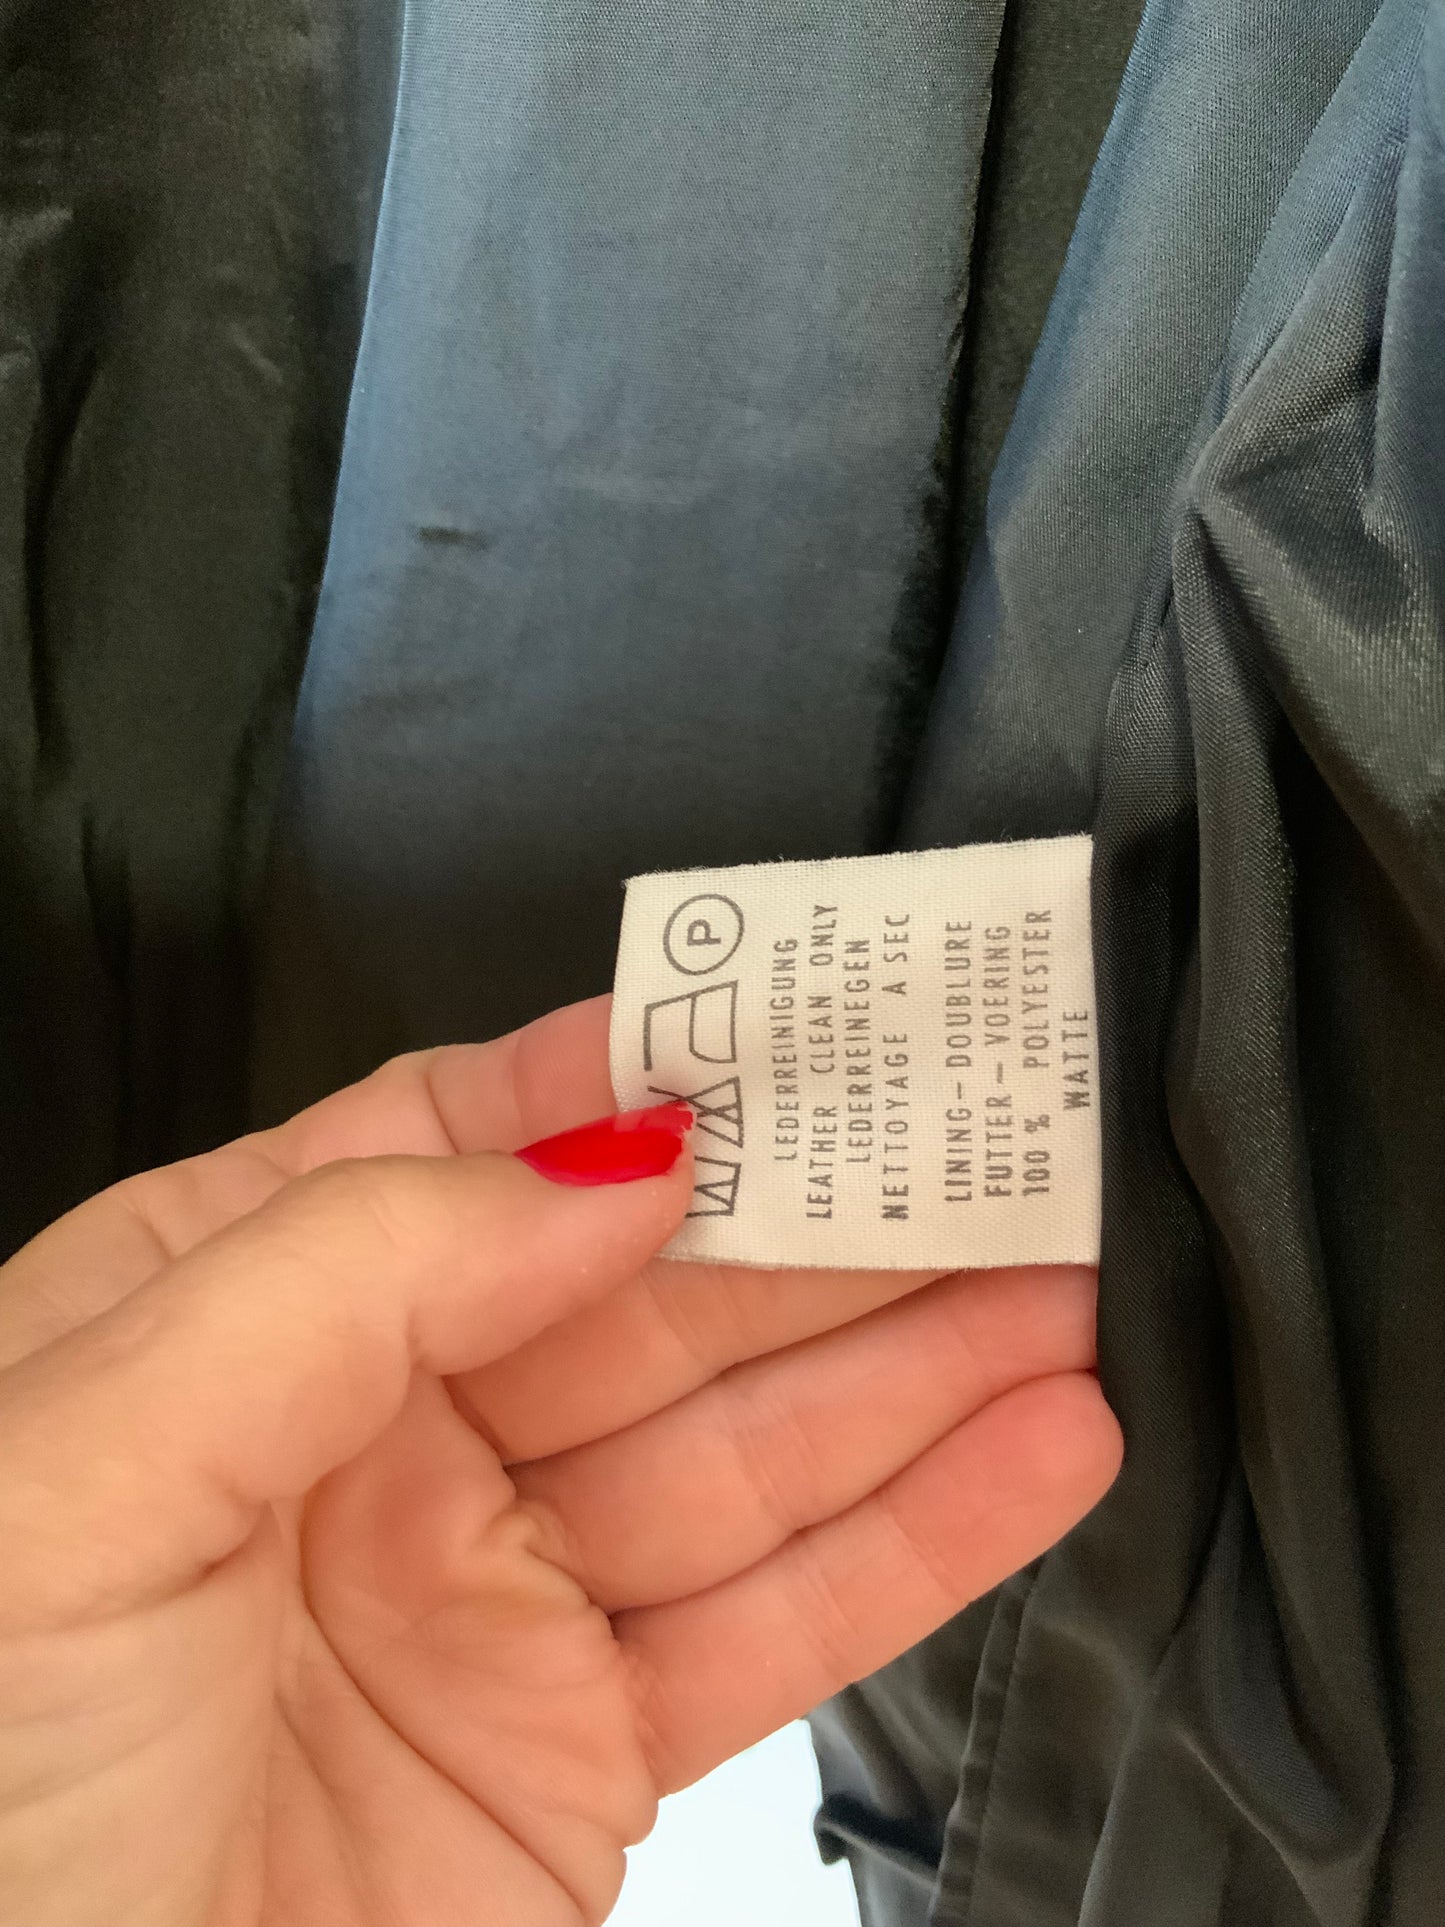 P
LEDERREINIGUNG
LEATHER CLEAN ONLY
LEDERREINEGEN
NETTOYAGE A SEC
LINING-DOUBLURE
FUTTER-VOERING
100% POLYESTER
WATTE